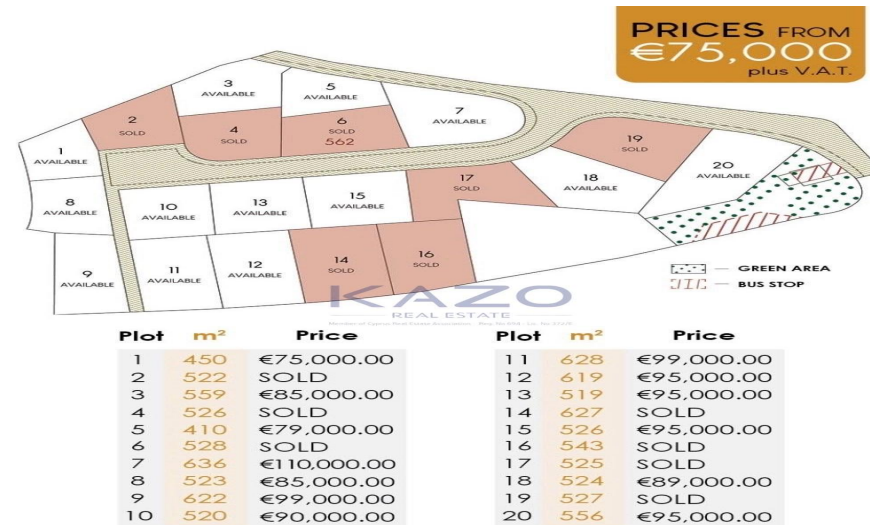 PRICES FROM
€75,000
plus V.A.T.
3
AVAILABLE
5
AVAILABLE
7
AVAILABLE
2
SOLD
4
SOLD
6
SOLD
562
19
SOLD
1
AVAILABLE
20
AVAILABLE
17
SOLD
18
AVAILABLE
8
AVAILABLE
10
AVAILABLE
13
AVAILABLE
15
AVAILABLE
9
AVAILABLE
11
AVAILABLE
12
AVAILABLE
14
SOLD
16
SOLD
GREEN AREA
BUS STOP
KAZO
REAL ESTATE
Plot m² Price
1 450 €75,000.00
2 522 SOLD
3 559 €85,000.00
4 526 SOLD
5 410 €79,000.00
6 528 SOLD
7 636 €110,000.00
8 523 €85,000.00
9 622 €99,000.00
10 520 €90,000.00
Plot m² Price
11 628 €99,000.00
12 619 €95,000.00
13 519 €95,000.00
14 627 SOLD
15 526 €95,000.00
16 543 SOLD
17 525 SOLD
18 524 €89,000.00
19 527 SOLD
20 556 €95,000.00